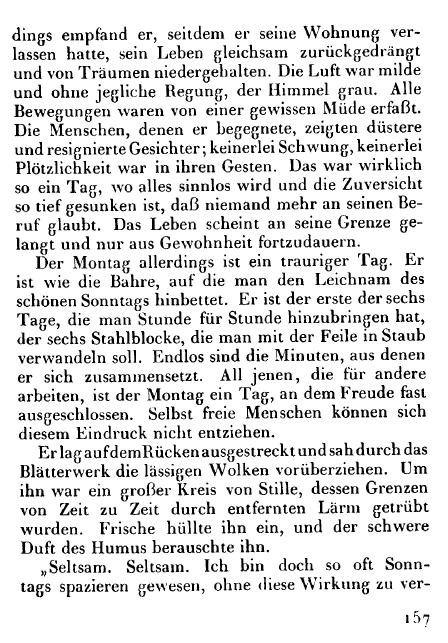 dings empfand er, seitdem er seine Wohnung ver-
lassen hatte, sein Leben gleichsam zurückgedrängt
und von Träumen niedergehalten. Die Luft war milde
und ohne jegliche Regung, der Himmel grau. Alle
Bewegungen waren von einer gewissen Müde erfaßt.
Die Menschen, denen er begegnete, zeigten düstere
und resignierte Gesichter; keinerlei Schwung, keinerlei
Plötzlichkeit war in ihren Gesten. Das war wirklich
so ein Tag, wo alles sinnlos wird und die Zuversicht
so tief gesunken ist, daß niemand mehr an seinen Be-
ruf glaubt. Das Leben scheint an seine Grenze ge-
langt und nur aus Gewohnheit fortzudauern.
Der Montag allerdings ist ein trauriger Tag. Er
ist wie die Bahre, auf die man den Leichnam des
schönen Sonntags hinbettet. Er ist der erste der sechs
Tage, die man Stunde für Stunde hinzubringen hat,
der sechs Stahlblocke, die man mit der Feile in Staub
verwandeln soll. Endlos sind die Minuten, aus denen
er sich zusammensetzt. All jenen, die für andere
arbeiten, ist der Montag ein Tag, an dem Freude fast
ausgeschlossen. Selbst freie Menschen können sich
diesem Eindruck nicht entziehen.
Er lag auf dem Rücken ausgestreckt und sah durch das
Blätterwerk die lässigen Wolken vorüberziehen. Um
ihn war ein großer Kreis von Stille, dessen Grenzen
von Zeit zu Zeit durch entfernten Lärm getrübt
wurden. Frische hüllte ihn ein, und der schwere
Duft des Humus berauschte ihn.
„Seltsam. Seltsam. Ich bin doch so oft Sonn-
tags spazieren gewesen, ohne diese Wirkung zu ver-
157